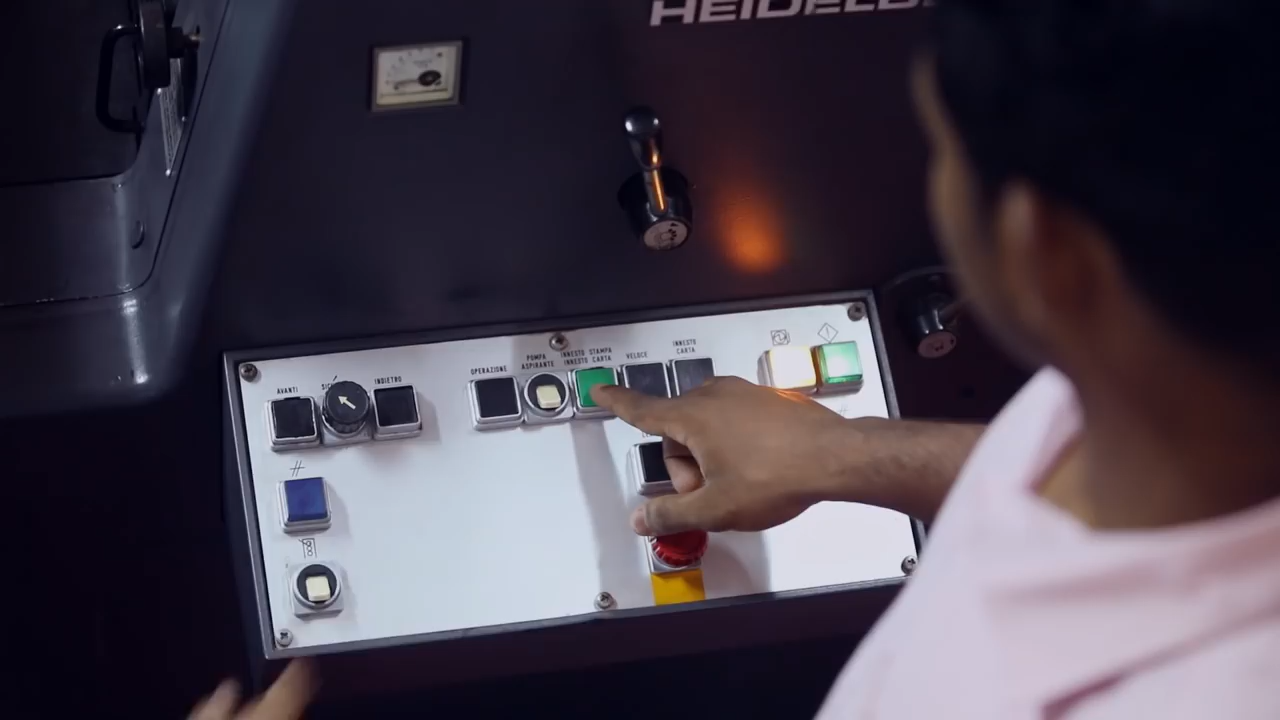 HEIDELB
AVANTI
INDIETRO
OPERAZIONE
POMPA
ASPIRANTE
INNESTO STAMPA
INNESTO CARTA
VELOCE
INNESTO
CARTA